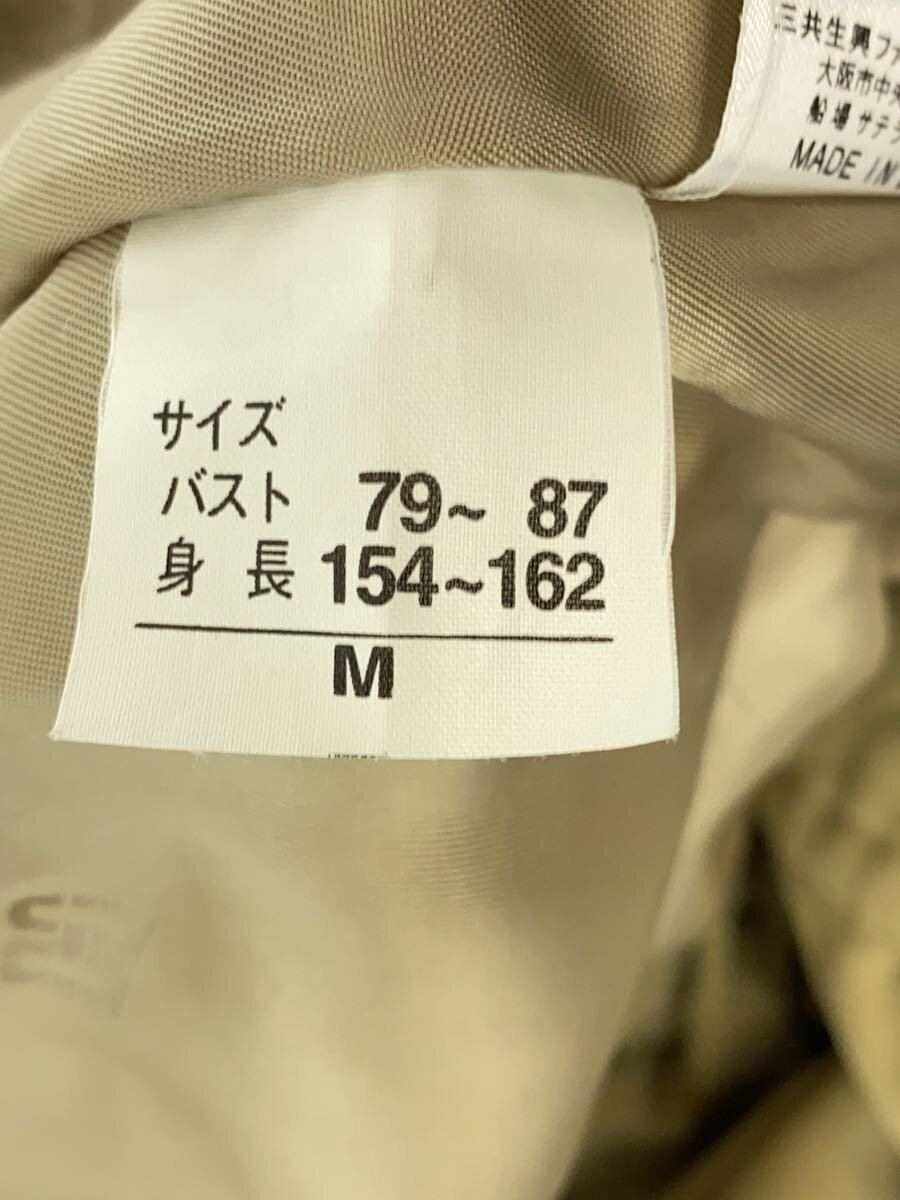 三共生興ファ
大阪市中央
船場サテラ
MADE IN
サイズ
バスト 79～ 87
身 長 154～162
M